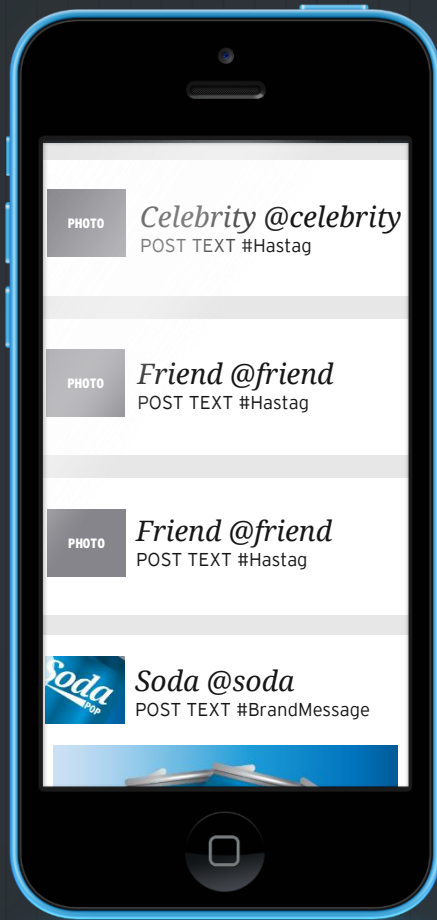 PHOTO
Celebrity @celebrity
POST TEXT #Hastag
PHOTO
Friend @friend
POST TEXT #Hastag
PHOTO
Friend @friend
POST TEXT #Hastag
Soda
POP
Soda @soda
POST TEXT #BrandMessage